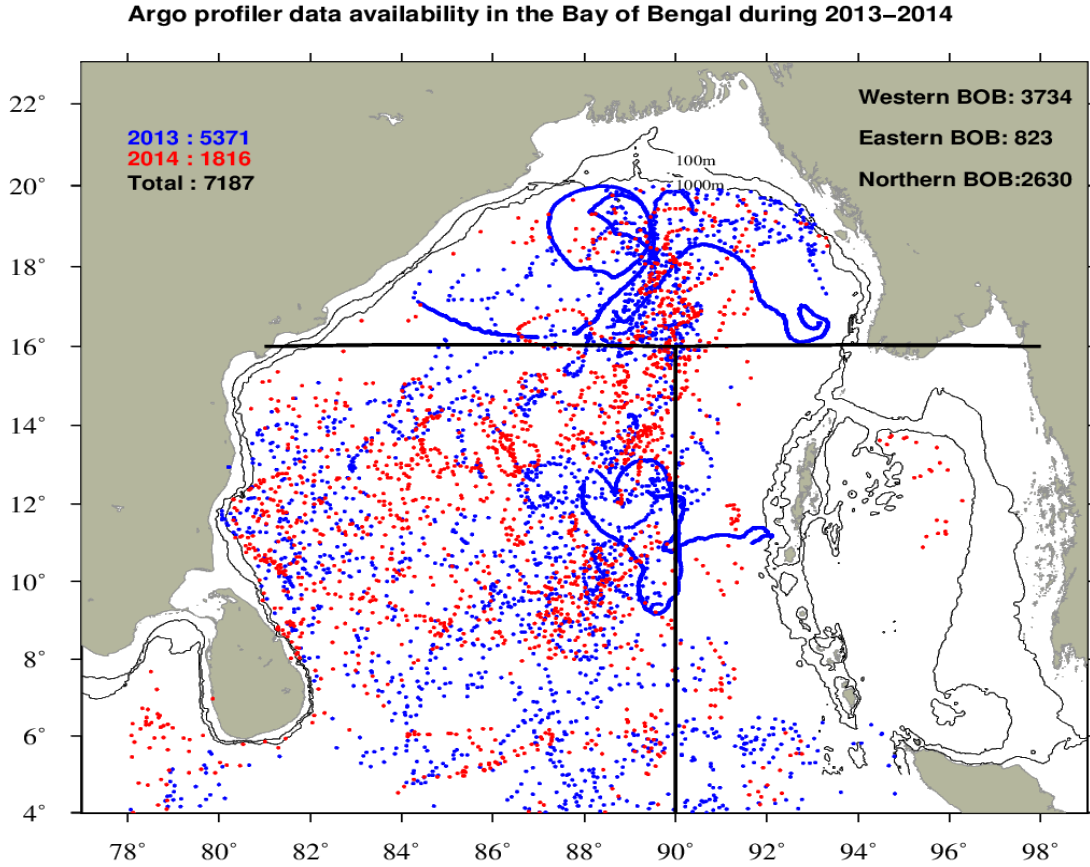 Argo profiler data availability in the Bay of Bengal during 2013–2014
22°
Western BOB: 3734
2013 : 5371
Eastern BOB: 823
2014 : 1816
100m
Total : 7187
Northern BOB:2630
20°
1000m
18°
16°
14°
12°
10°
8°
6°
4°
78° 80° 82° 84° 86° 88° 90° 92° 94° 96° 98°